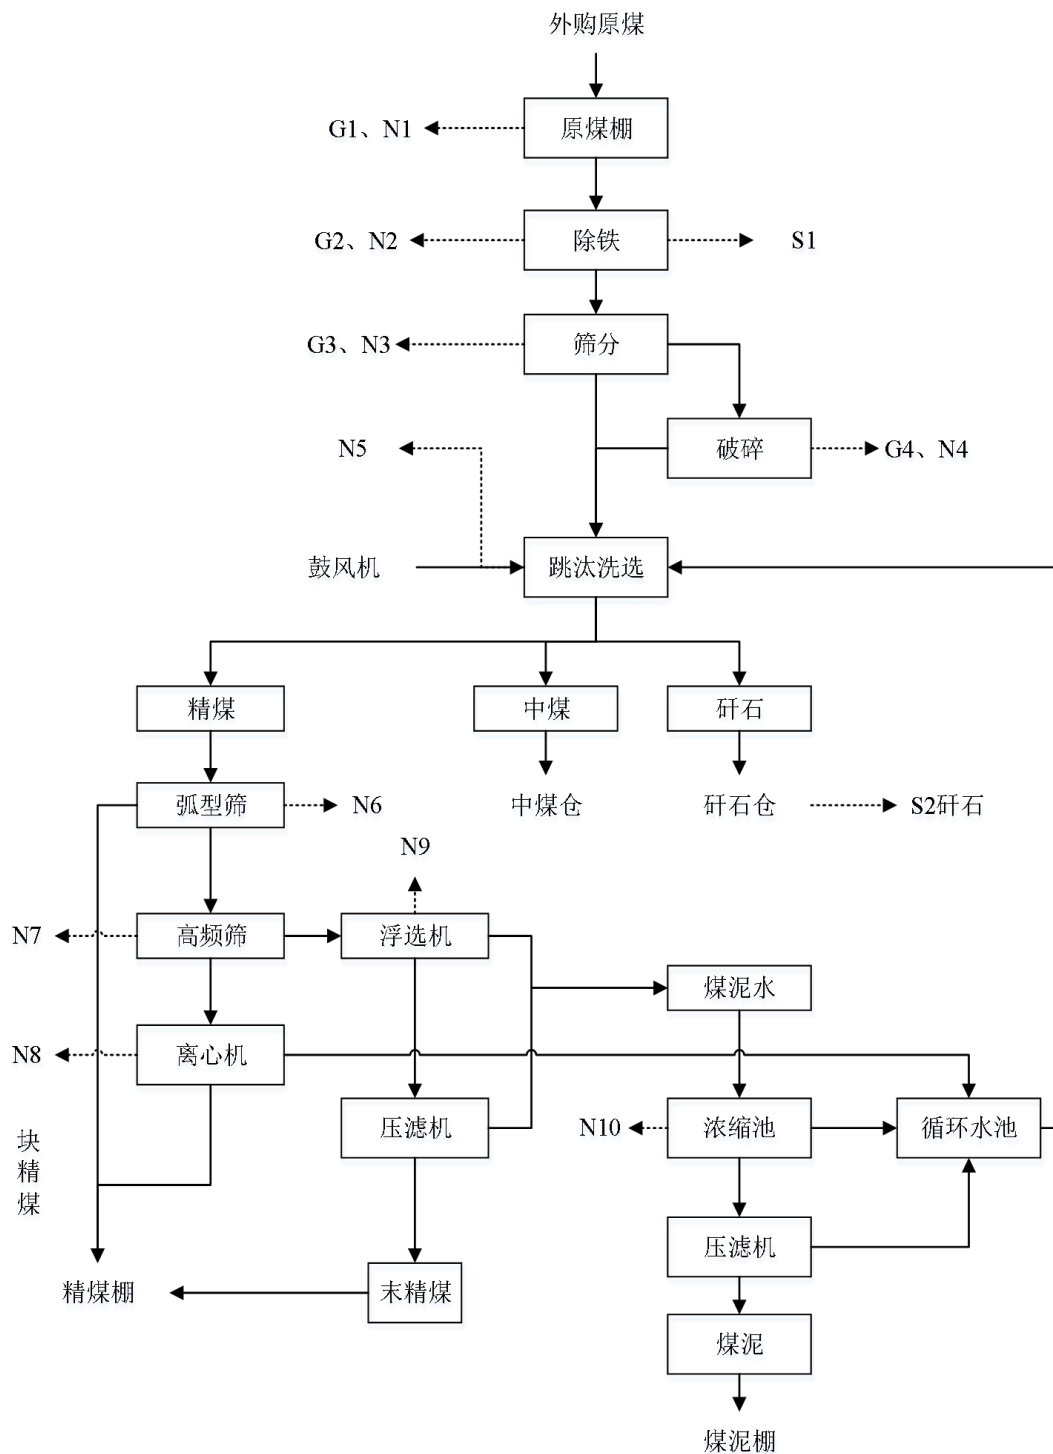 外购原煤
G1、N1
原煤棚
G2、N2
除铁
S1
G3、N3
筛分
N5
破碎
G4、N4
鼓风机
跳汰洗选
精煤
中煤
矸石
弧型筛
N6
中煤仓
矸石仓
S2矸石
N9
N7
高频筛
浮选机
煤泥水
N8
离心机
块精煤
压滤机
N10
浓缩池
循环水池
压滤机
精煤棚
末精煤
煤泥
煤泥棚